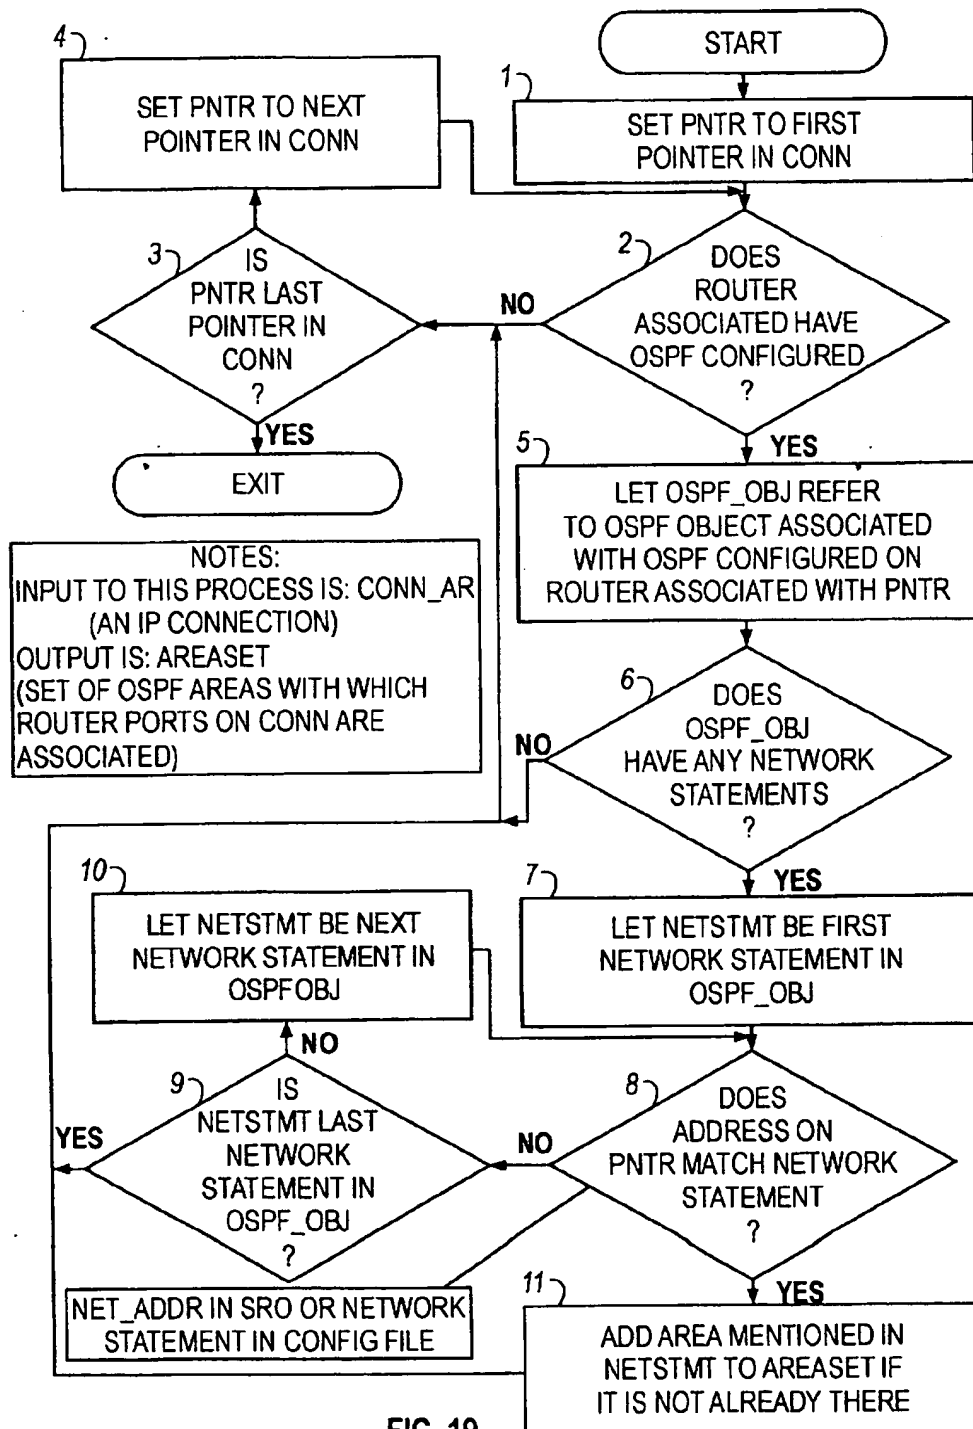 START
1
SET PNTR TO FIRST
POINTER IN CONN
4
SET PNTR TO NEXT
POINTER IN CONN
2
DOES
ROUTER
ASSOCIATED HAVE
OSPF CONFIGURED
?
NO
YES
3
IS
PNTR LAST
POINTER IN
CONN
?
YES
EXIT
5
LET OSPF_OBJ REFER
TO OSPF OBJECT ASSOCIATED
WITH OSPF CONFIGURED ON
ROUTER ASSOCIATED WITH PNTR
NOTES:
INPUT TO THIS PROCESS IS: CONN_AR
(AN IP CONNECTION)
OUTPUT IS: AREASET
(SET OF OSPF AREAS WITH WHICH
ROUTER PORTS ON CONN ARE
ASSOCIATED)
6
DOES
OSPF_OBJ
HAVE ANY NETWORK
STATEMENTS
?
NO
YES
7
LET NETSTMT BE FIRST
NETWORK STATEMENT IN
OSPF_OBJ
10
LET NETSTMT BE NEXT
NETWORK STATEMENT IN
OSPFOBJ
NO
8
DOES
ADDRESS ON
PNTR MATCH NETWORK
STATEMENT
?
NO
YES
9
IS
NETSTMT LAST
NETWORK
STATEMENT IN
OSPF_OBJ
?
YES
NET_ADDR IN SRO OR NETWORK
STATEMENT IN CONFIG FILE
11
ADD AREA MENTIONED IN
NETSTMT TO AREASET IF
IT IS NOT ALREADY THERE
FIG. 19